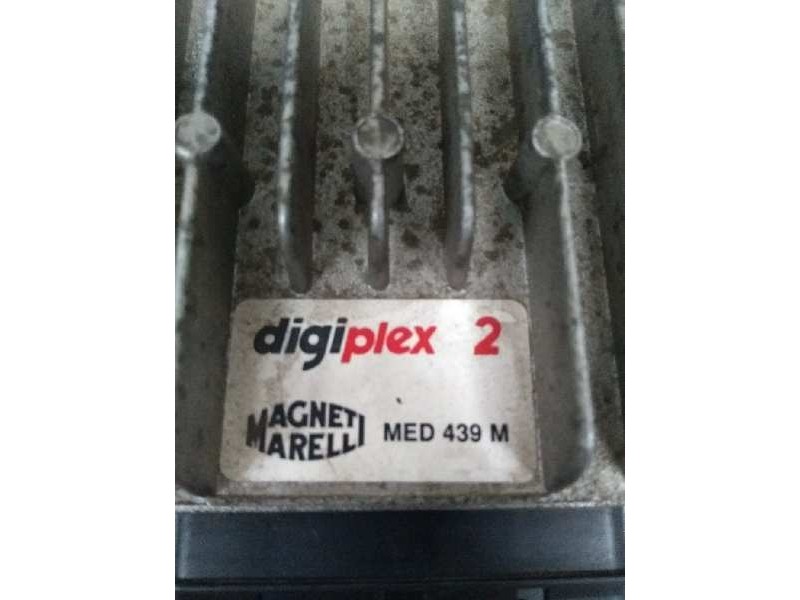 digiplex 2
MAGNETI
MARELLI
MED 439 M